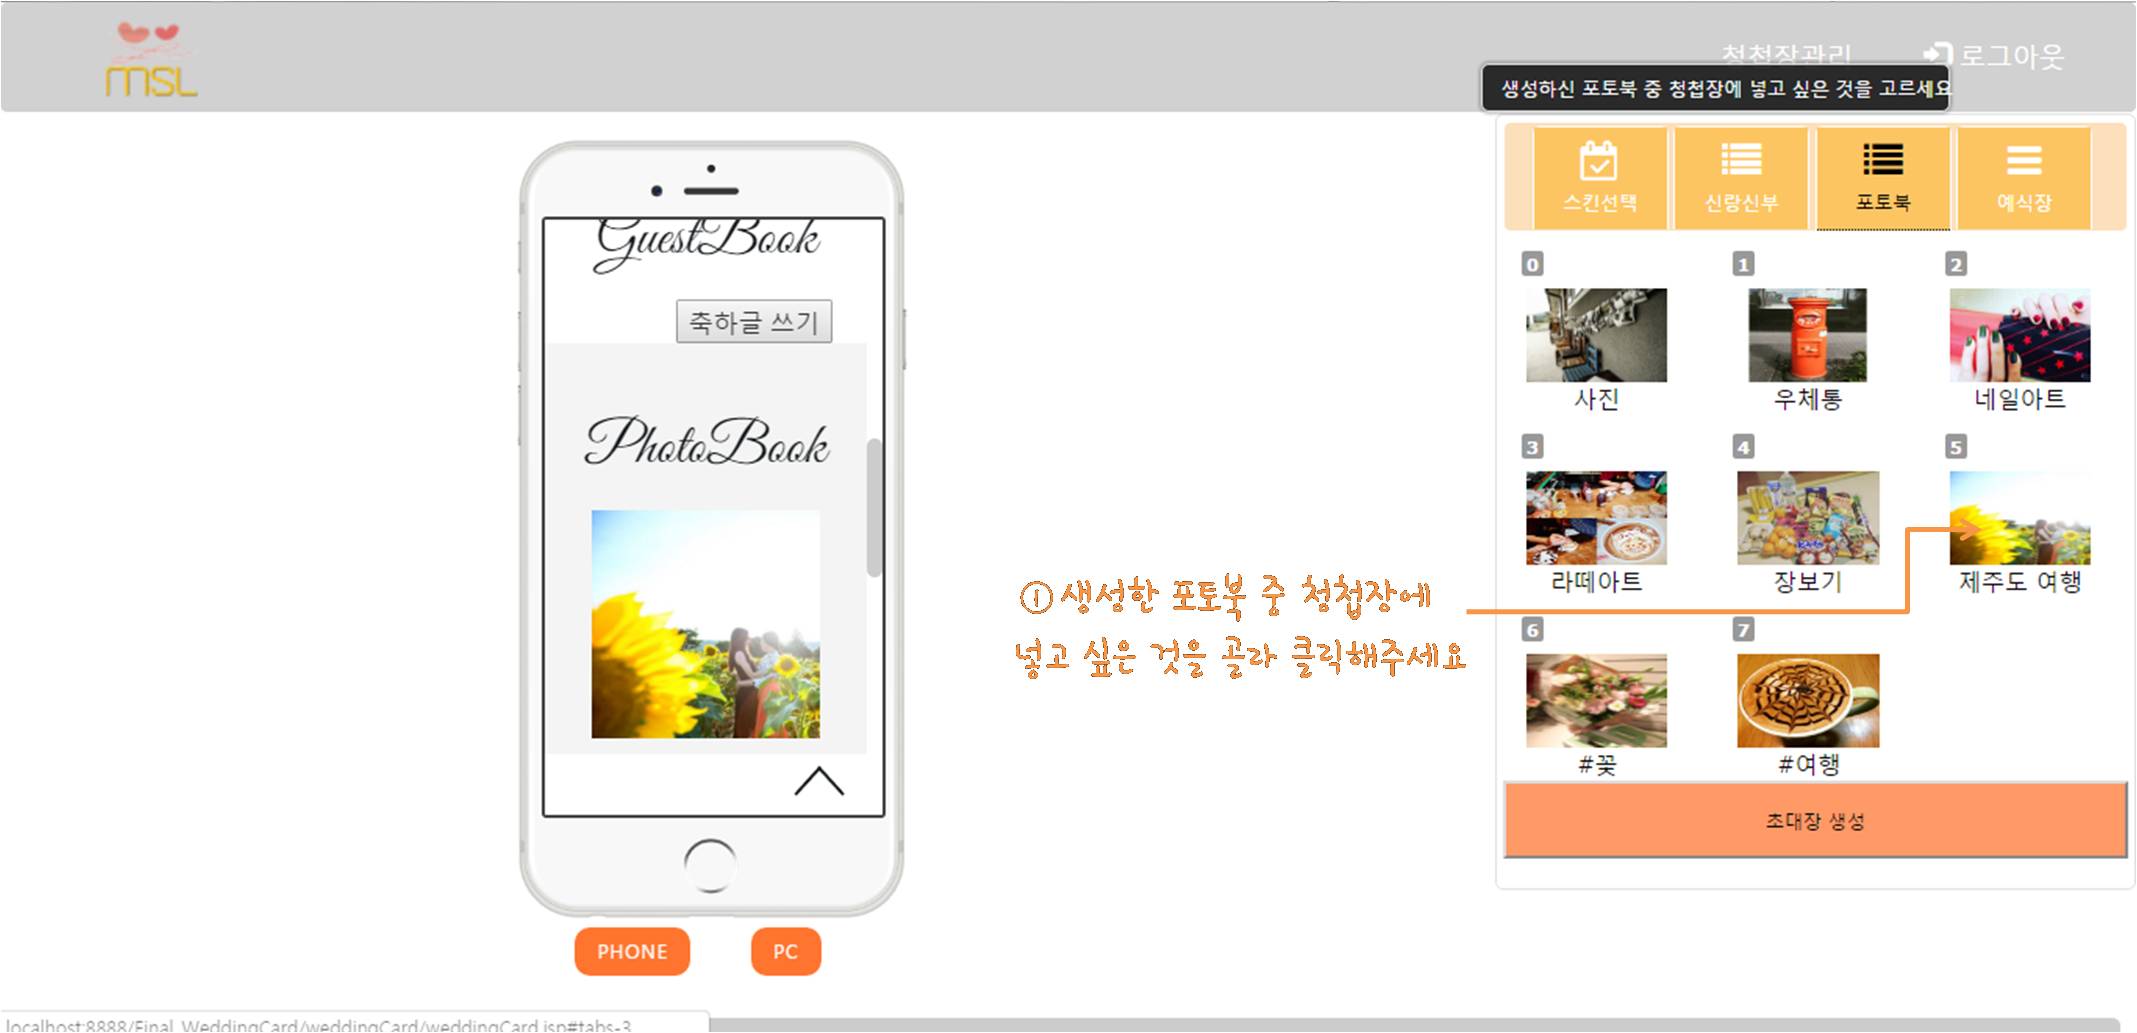 MSL
청첩장관리
로그아웃
생성하신 포토북 중 청첩장에 넣고 싶은 것을 고르세요
스킨선택
신랑신부
포토북
예식장
GuestBook
축하글 쓰기
PhotoBook
0
1
2
사진
우체통
네일아트
3
4
5
라떼아트
장보기
제주도 여행
① 생성한 포토북 중 청첩장에
넣고 싶은 것을 골라 클릭해주세요
6
7
#꽃
#여행
초대장 생성
PHONE
PC
localhost:8888/Final_WeddingCard/weddingCard/weddingCard.jsp#tabs-3